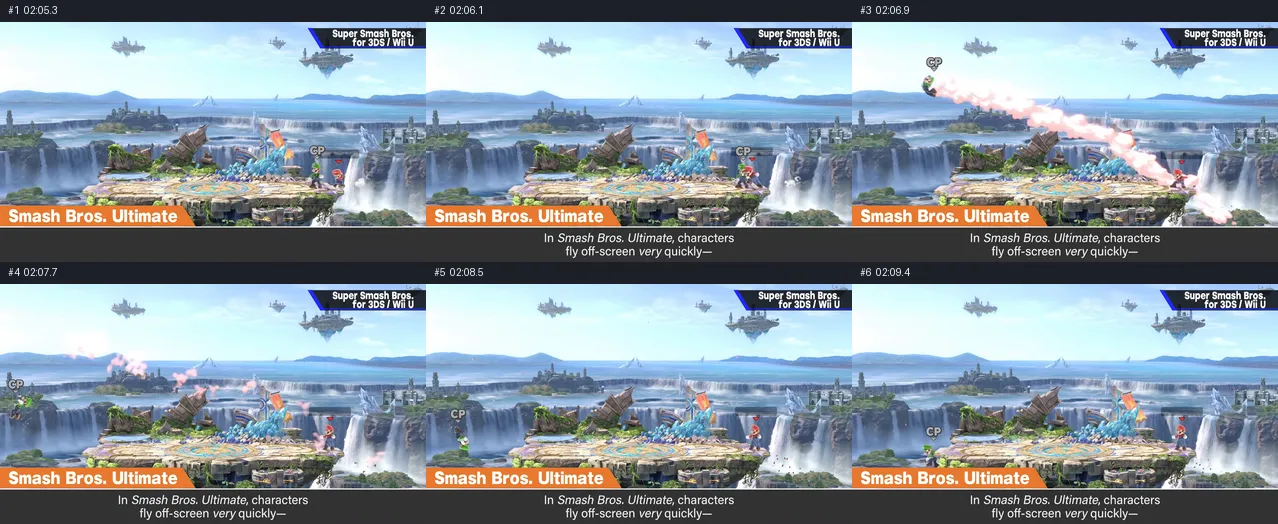 #1 02:05.3
Super Smash Bros.
for 3DS / Wii U
CP
Smash Bros. Ultimate
#2 02:06.1
Super Smash Bros.
for 3DS / Wii U
CP
Smash Bros. Ultimate
In Smash Bros. Ultimate, characters
fly off-screen very quickly—
#3 02:06.9
Super Smash Bros.
for 3DS / Wii U
CP
Smash Bros. Ultimate
In Smash Bros. Ultimate, characters
fly off-screen very quickly—
#4 02:07.7
Super Smash Bros.
for 3DS / Wii U
CP
Smash Bros. Ultimate
In Smash Bros. Ultimate, characters
fly off-screen very quickly—
#5 02:08.5
Super Smash Bros.
for 3DS / Wii U
CP
Smash Bros. Ultimate
In Smash Bros. Ultimate, characters
fly off-screen very quickly—
#6 02:09.4
Super Smash Bros.
for 3DS / Wii U
CP
Smash Bros. Ultimate
In Smash Bros. Ultimate, characters
fly off-screen very quickly—